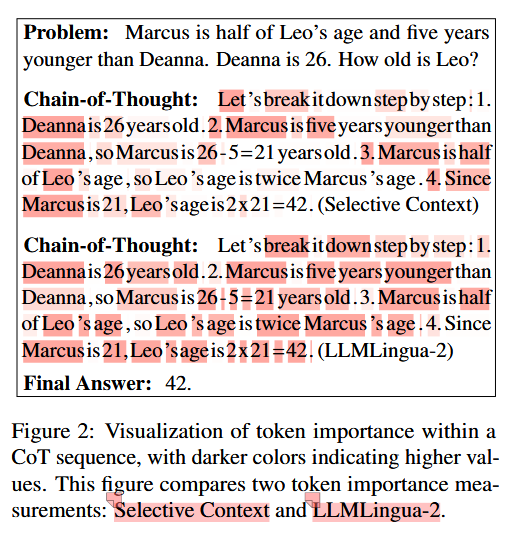 Problem: Marcus is half of Leo's age and five years
younger than Deanna. Deanna is 26. How old is Leo?
Chain-of-Thought: Let's break it down step by step: 1.
Deanna is 26 years old. 2. Marcus is five years younger than
Deanna, so Marcus is 26-5=21 years old. 3. Marcus is half
of Leo's age, so Leo's age is twice Marcus's age. 4. Since
Marcus is 21, Leo's age is 2x21=42. (Selective Context)
Chain-of-Thought: Let's break it down step by step: 1.
Deanna is 26 years old. 2. Marcus is five years younger than
Deanna, so Marcus is 26-5=21 years old. 3. Marcus is half
of Leo's age, so Leo's age is twice Marcus's age. 4. Since
Marcus is 21, Leo's age is 2x21=42. (LLMLingua-2)
Final Answer: 42.
Figure 2: Visualization of token importance within a
CoT sequence, with darker colors indicating higher val-
ues. This figure compares two token importance mea-
surements: Selective Context and LLMLingua-2.